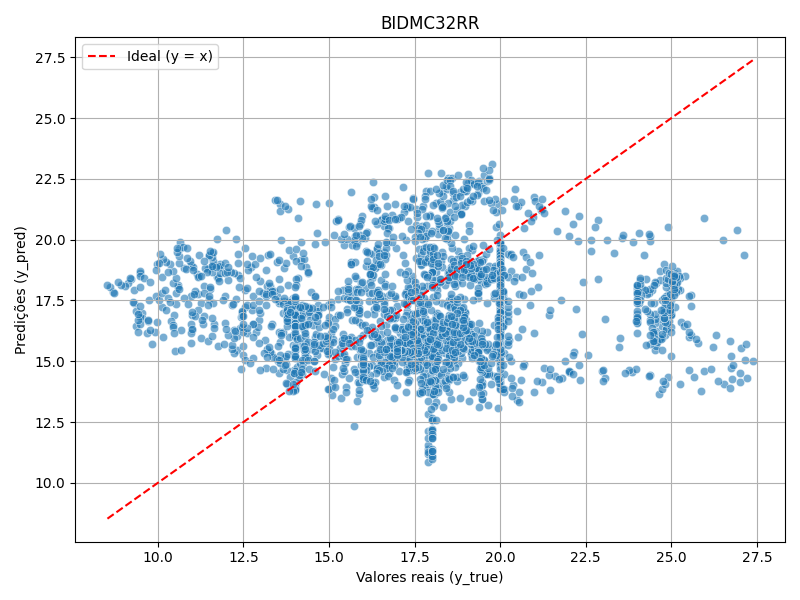 BIDMC32RR
Ideal (y = x)
27.5
25.0
22.5
20.0
17.5
15.0
12.5
10.0
Predições (y_pred)
10.0 12.5 15.0 17.5 20.0 22.5 25.0 27.5
Valores reais (y_true)